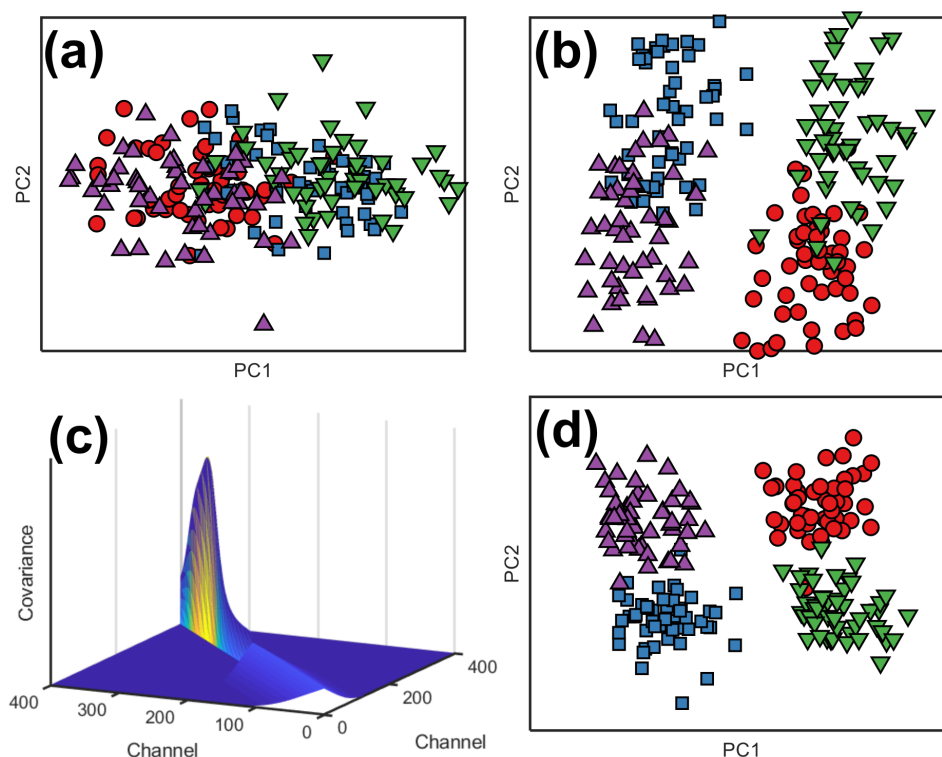 (a)
PC2
PC1
(b)
PC2
PC1
(c)
Covariance
400
300
200
100
0
Channel
0
200
400
Channel
(d)
PC2
PC1